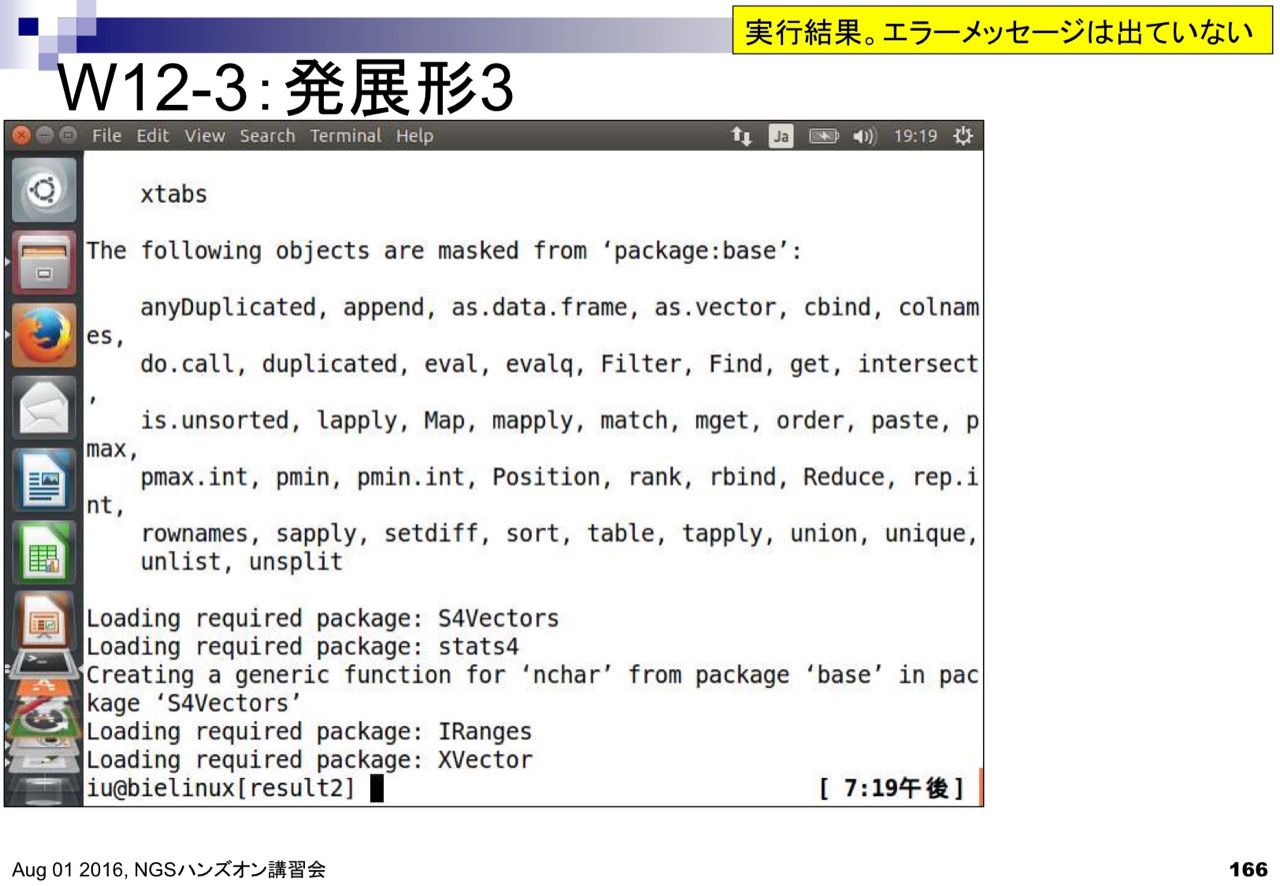 実行結果。エラーメッセージは出ていない
W12-3：発展形3
File Edit View Search Terminal Help
Ja
19:19
xtabs
The following objects are masked from ‘package:base’:
anyDuplicated, append, as.data.frame, as.vector, cbind, colnam
es,
do.call, duplicated, eval, evalq, Filter, Find, get, intersect
,
is.unsorted, lapply, Map, mapply, match, mget, order, paste, p
max,
pmax.int, pmin, pmin.int, Position, rank, rbind, Reduce, rep.i
nt,
rownames, sapply, setdiff, sort, table, tapply, union, unique,
unlist, unsplit
Loading required package: S4Vectors
Loading required package: stats4
Creating a generic function for ‘nchar’ from package ‘base’ in pac
kage ‘S4Vectors’
Loading required package: IRanges
Loading required package: XVector
iu@bielinux[result2]
[ 7:19午後]
Aug 01 2016, NGSハンズオン講習会
166